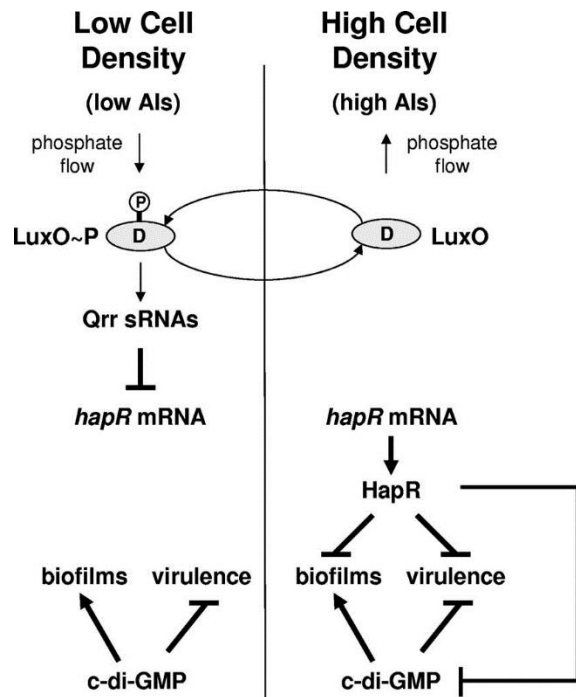 Low Cell
Density
(low AIs)
phosphate
flow
P
D
LuxO~P
Qrr sRNAs
hapR mRNA
biofilms virulence
c-di-GMP
High Cell
Density
(high AIs)
phosphate
flow
D
LuxO
hapR mRNA
HapR
biofilms virulence
c-di-GMP